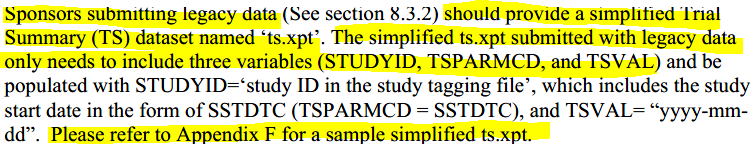 Sponsors submitting legacy data (See section 8.3.2) should provide a simplified Trial
Summary (TS) dataset named ‘ts.xpt’. The simplified ts.xpt submitted with legacy data
only needs to include three variables (STUDYID, TSPARMCD, and TSVAL) and be
populated with STUDYID=‘study ID in the study tagging file’, which includes the study
start date in the form of SSTDTC (TSPARMCD = SSTDTC), and TSVAL= “yyyy-mm-
dd”. Please refer to Appendix F for a sample simplified ts.xpt.